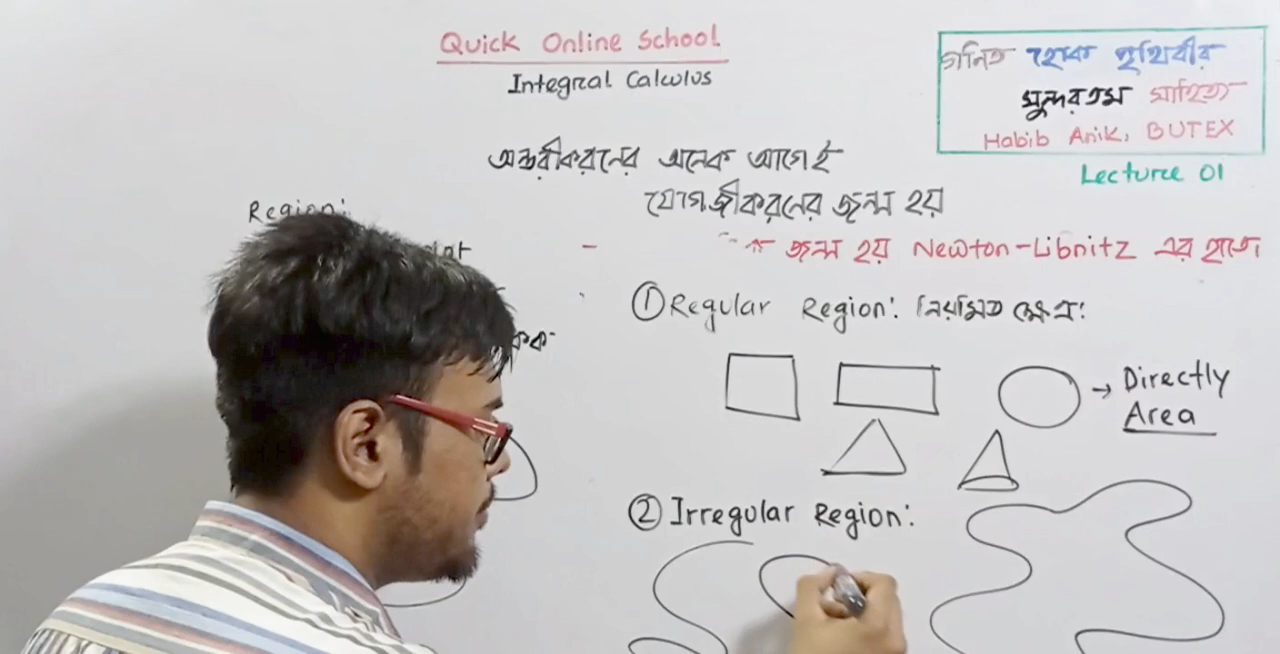 Quick Online School
Integral Calculus
গনিত হোক পৃথিবীর
সুন্দরতম সাহিত্য
Habib Anik, BUTEX
Lecture 01
অন্তরীকরনের অনেক আগেই
যোগজীকরনের জন্ম হয়
Region:
জন্ম হয় Newton-Libnitz এর হাতে
① Regular Region: নিয়মিত ক্ষেত্র:
→ Directly
Area
② Irregular Region: